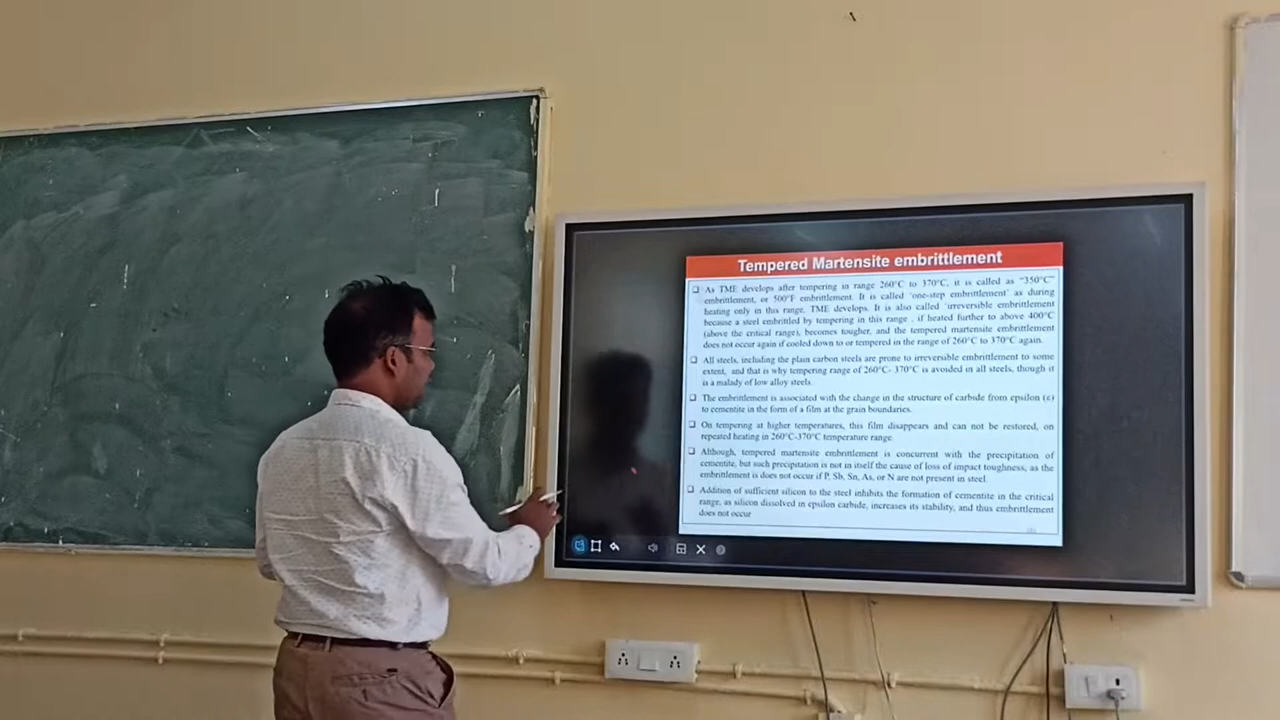 Tempered Martensite embrittlement
As TME develops after tempering in range 260°C to 370°C, it is called as "350°C"
embrittlement, or 500°F embrittlement. It is called 'one-step embrittlement' as during
heating only in this range, TME develops. It is also called 'irreversible embrittlement
because a steel embrittled by tempering in this range , if heated further to above 400°C
(above the critical range), becomes tougher, and the tempered martensite embrittlement
does not occur again if cooled down to or tempered in the range of 260°C to 370°C again.
All steels, including the plain carbon steels are prone to irreversible embrittlement to some
extent, and that is why tempering range of 260°C- 370°C is avoided in all steels, though it
is a malady of low alloy steels.
The embrittlement is associated with the change in the structure of carbide from epsilon (ε)
to cementite in the form of a film at the grain boundaries.
On tempering at higher temperatures, this film disappears and can not be restored, on
repeated heating in 260°C-370°C temperature range.
Although, tempered martensite embrittlement is concurrent with the precipitation of
cementite, but such precipitation is not in itself the cause of loss of impact toughness, as the
embrittlement is does not occur if P, Sb, Sn, As, or N are not present in steel.
Addition of sufficient silicon to the steel inhibits the formation of cementite in the critical
range, as silicon dissolved in epsilon carbide, increases its stability, and thus embrittlement
does not occur